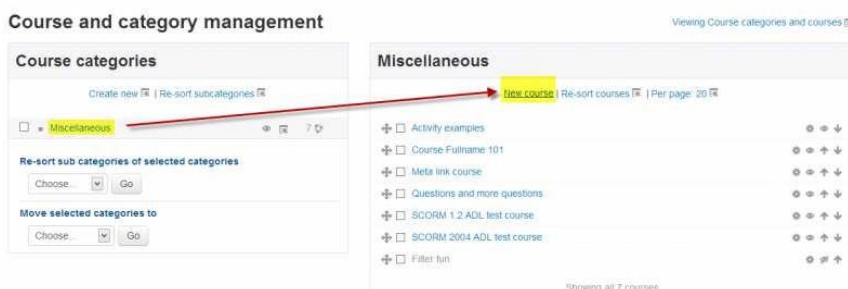 Course and category management
Viewing Course categories and courses
Course categories
Create new | Re-sort subcategories
Miscellaneous
7
Re-sort sub categories of selected categories
Choose... Go
Move selected categories to
Choose... Go
Miscellaneous
New course | Re-sort courses | Per page: 20
Activity examples
Course Fullname 101
Meta link course
Questions and more questions
SCORM 1.2 ADL test course
SCORM 2004 ADL test course
Filter fun
Showing all 7 courses